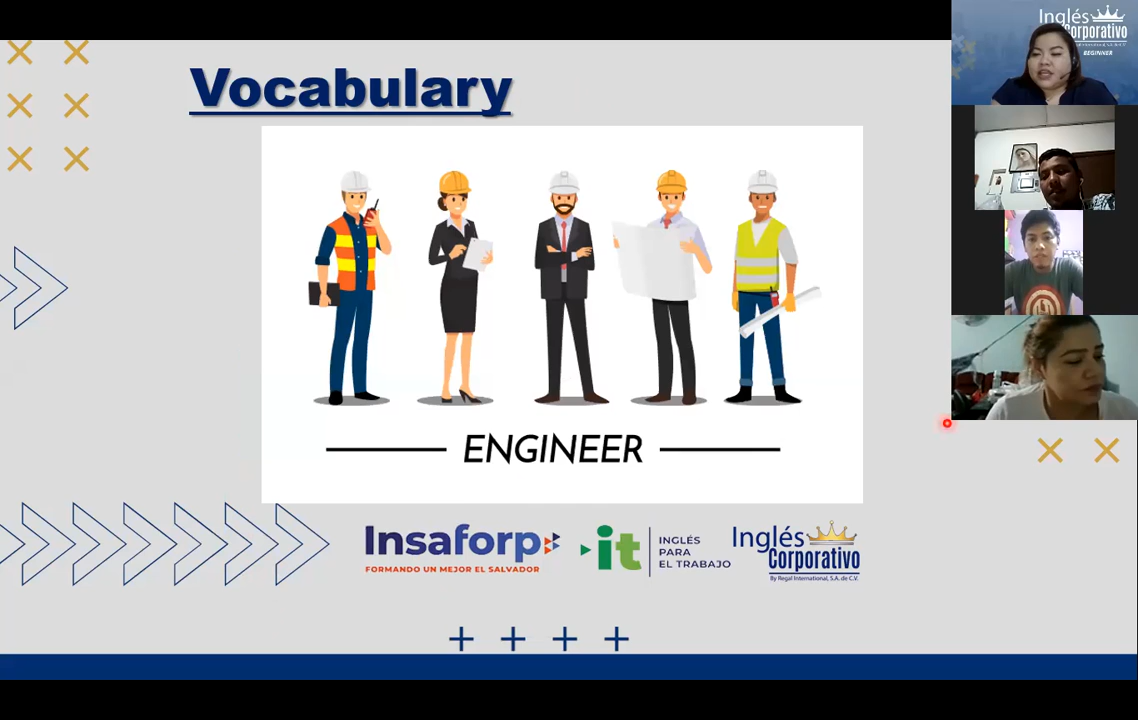 Vocabulary
ENGINEER
Insaforp
FORMANDO UN MEJOR EL SALVADOR
it
INGLÉS
PARA
EL TRABAJO
Inglés
Corporativo
By Regal International, S.A. de C.V.
Inglés
Corporativo
BEGINNER